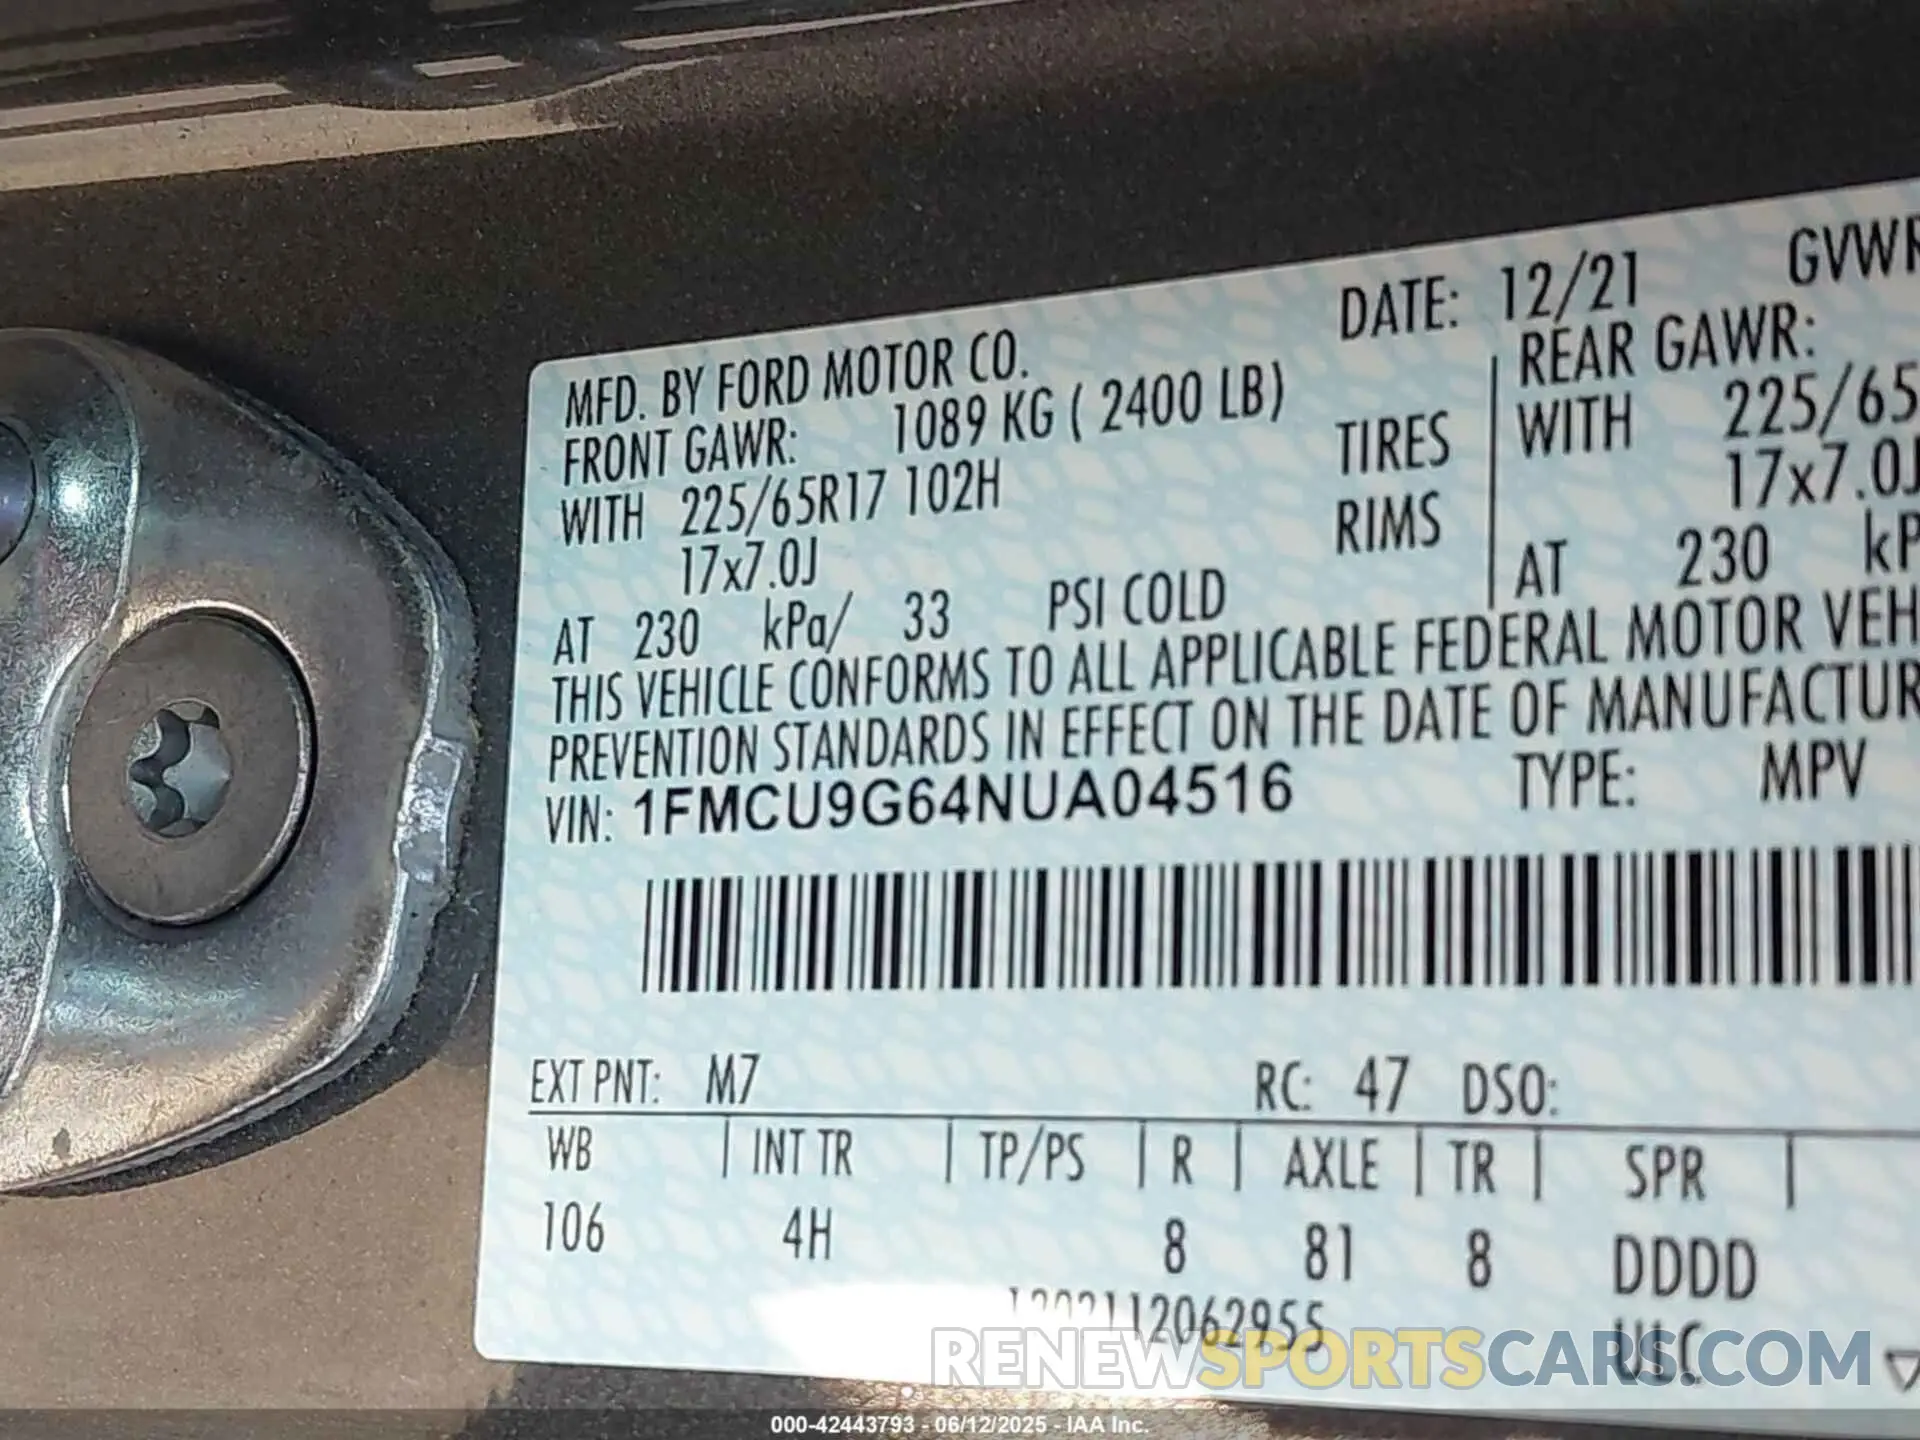 MFD. BY FORD MOTOR CO. DATE: 12/21 GVWR
FRONT GAWR: 1089 KG ( 2400 LB) REAR GAWR:
WITH 225/65R17 102H TIRES WITH 225/65
17x7.0J RIMS 17x7.0J
AT 230 kPa/ 33 PSI COLD AT 230 kP
THIS VEHICLE CONFORMS TO ALL APPLICABLE FEDERAL MOTOR VEH
PREVENTION STANDARDS IN EFFECT ON THE DATE OF MANUFACTUR
VIN: 1FMCU9G64NUA04516 TYPE: MPV
EXT PNT: M7 RC: 47 DSO:
WB INT TR TP/PS R AXLE TR SPR
106 4H 8 81 8 DDDD
ULC
RENEWSPORTSCARS.COM
000-42443793 - 06/12/2025 - IAA Inc.